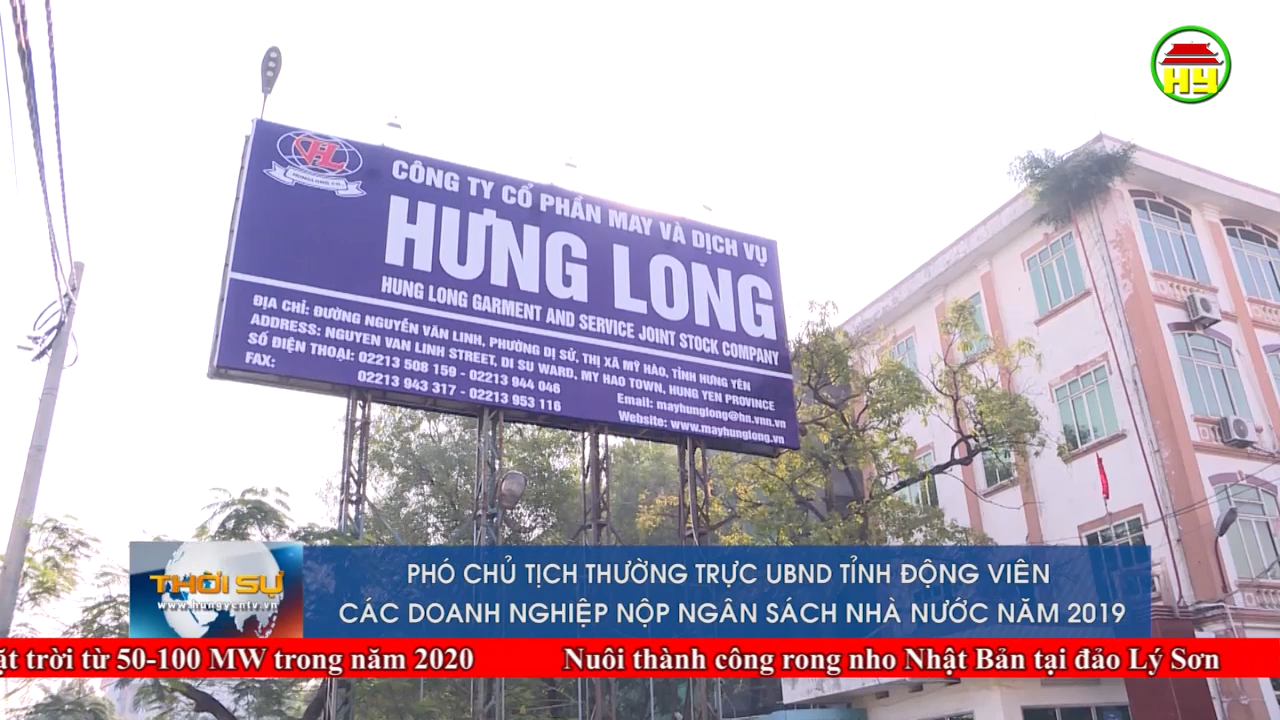 HY
HL
HUNGLONG.VN
CÔNG TY CỔ PHẦN MAY VÀ DỊCH VỤ
HƯNG LONG
HUNG LONG GARMENT AND SERVICE JOINT STOCK COMPANY
ĐỊA CHỈ: ĐƯỜNG NGUYỄN VĂN LINH, PHƯỜNG DỊ SỬ, THỊ XÃ MỸ HÀO, TỈNH HƯNG YÊN
ADDRESS: NGUYEN VAN LINH STREET, DI SU WARD, MY HAO TOWN, HUNG YEN PROVINCE
SỐ ĐIỆN THOẠI: 02213 508 159 - 02213 944 046
Email: mayhunglong@hn.vnn.vn
FAX: 02213 943 317 - 02213 953 116
Website: www.mayhunglong.vn
THỜI SỰ
www.hungyentv.vn
PHÓ CHỦ TỊCH THƯỜNG TRỰC UBND TỈNH ĐỘNG VIÊN
CÁC DOANH NGHIỆP NỘP NGÂN SÁCH NHÀ NƯỚC NĂM 2019
ặt trời từ 50-100 MW trong năm 2020 Nuôi thành công rong nho Nhật Bản tại đảo Lý Sơn